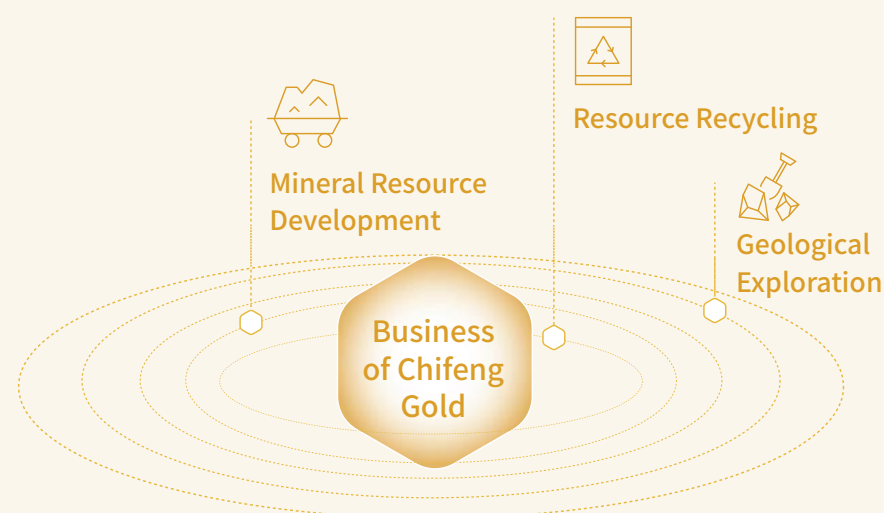 Resource Recycling
Mineral Resource
Development
Geological
Exploration
Business
of Chifeng
Gold